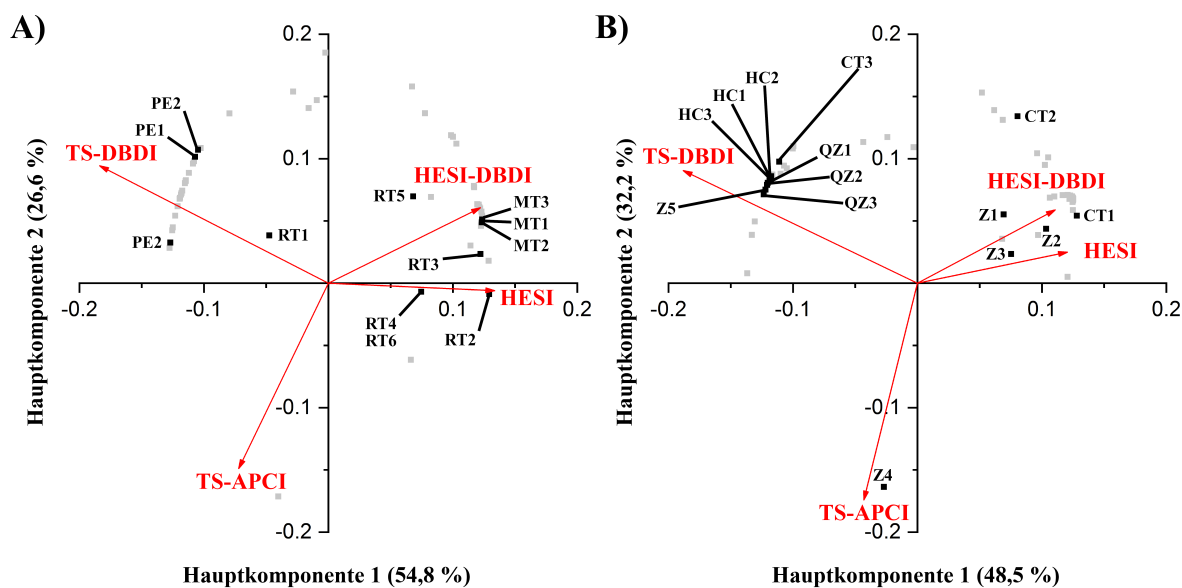 A)
0.2
PE2
PE1
0.1
TS-DBDI
HESI-DBDI
RT5
MT3
MT1
MT2
PE2
RT1
RT3
-0.2
-0.1
0.1
0.2
HESI
RT4
RT6
RT2
-0.1
TS-APCI
-0.2
Hauptkomponente 2 (26,6 %)
Hauptkomponente 1 (54,8 %)
B)
0.2
CT3
HC2
HC1
HC3
CT2
0.1
TS-DBDI
QZ1
QZ2
QZ3
Z5
HESI-DBDI
Z1
CT1
Z2
Z3
HESI
-0.2
-0.1
0.1
0.2
-0.1
Z4
TS-APCI
-0.2
Hauptkomponente 2 (32,2 %)
Hauptkomponente 1 (48,5 %)